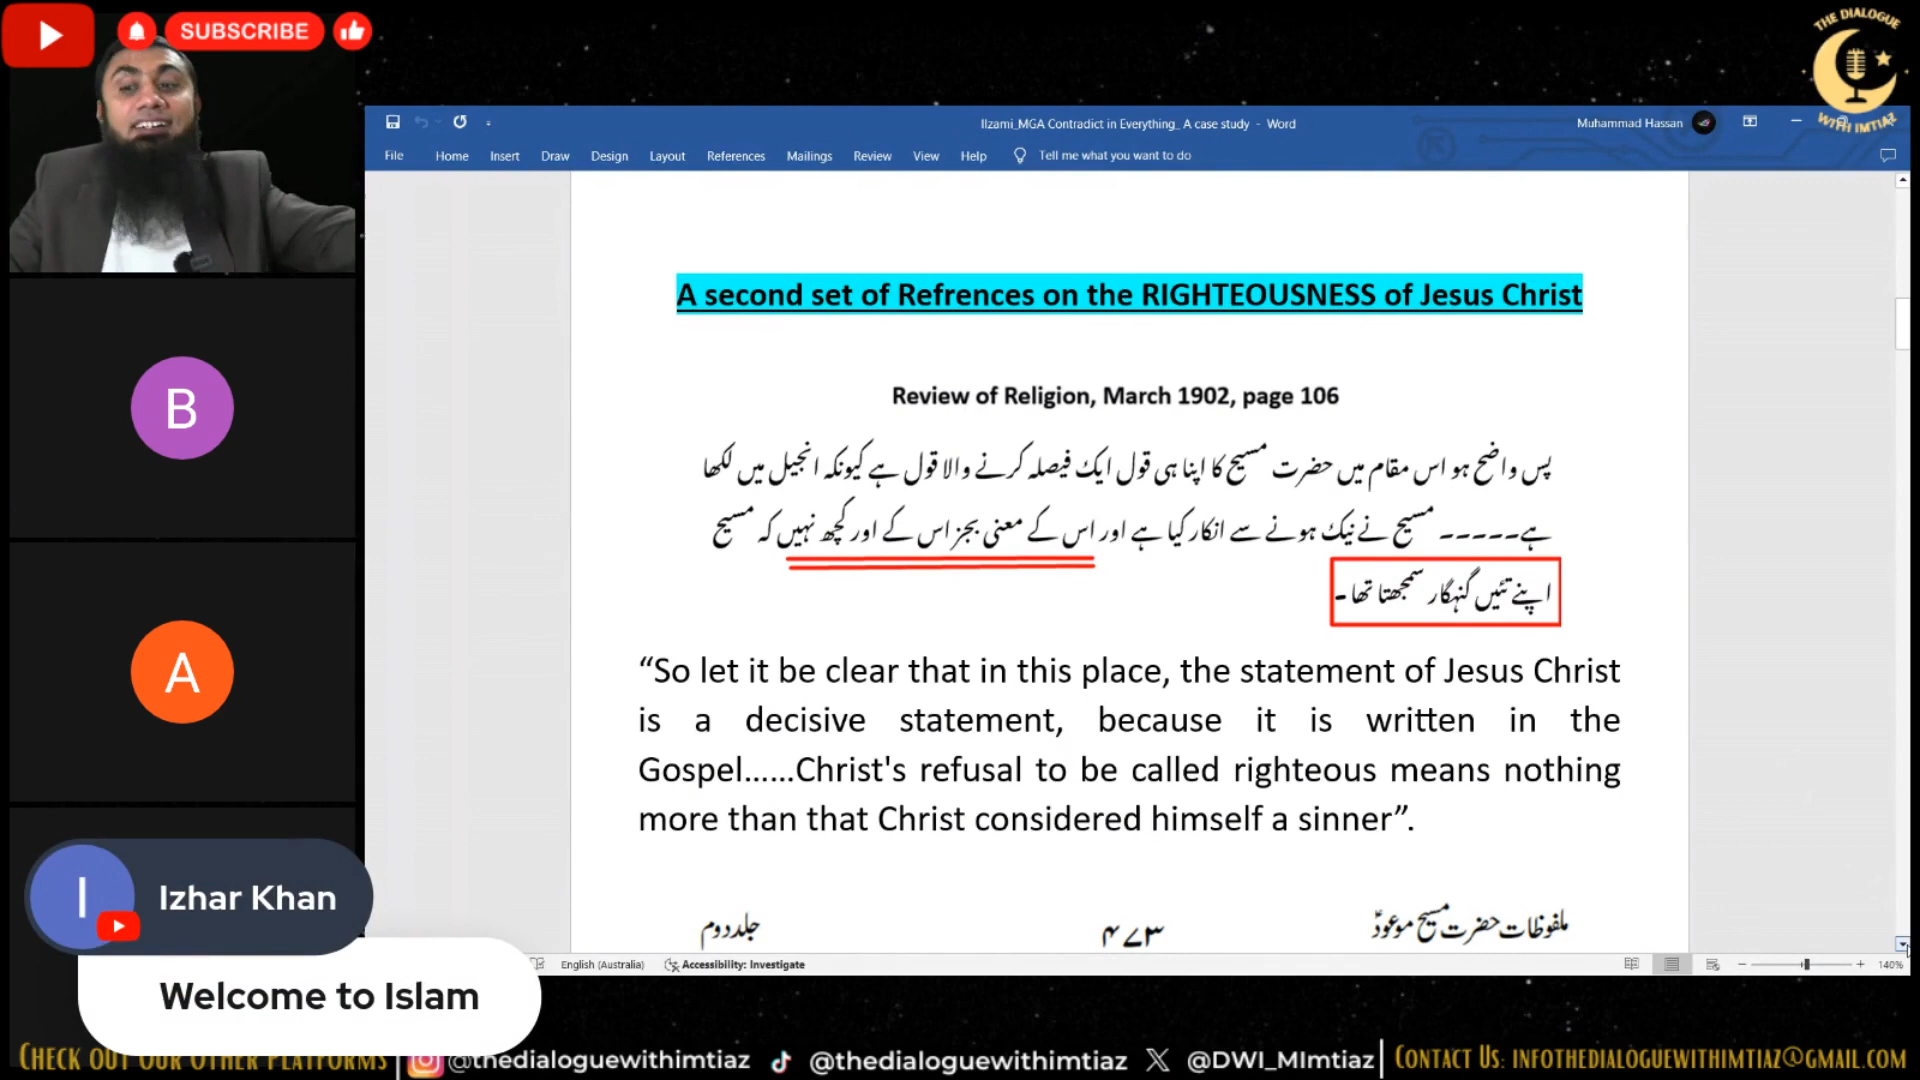 SUBSCRIBE
THE DIALOGUE
WITH IMTIAZ
Ilzami_MGA Contradict in Everything_ A case study - Word
Muhammad Hassan
File Home Insert Draw Design Layout References Mailings Review View Help Tell me what you want to do
A second set of Refrences on the RIGHTEOUSNESS of Jesus Christ
Review of Religion, March 1902, page 106
پس واضح ہو اس مقام میں حضرت مسیح کا اپنا ہی قول ایک فیصلہ کرنے والا قول ہے کیونکہ انجیل میں لکھا
ہے۔۔۔۔۔ مسیح نے نیک ہونے سے انکار کیا ہے اور اس کے معنی بجز اس کے اور کچھ نہیں کہ مسیح
اپنے تئیں گنہگار سمجھتا تھا۔
“So let it be clear that in this place, the statement of Jesus Christ
is a decisive statement, because it is written in the
Gospel......Christ's refusal to be called righteous means nothing
more than that Christ considered himself a sinner”.
ملفوظات حضرت مسیح موعودؑ ۴۷۳ جلد دوم
English (Australia) Accessibility: Investigate 140%
B
A
I
Izhar Khan
Welcome to Islam
CHECK OUT OUR OTHER PLATFORMS @thedialoguewithimtiaz @thedialoguewithimtiaz @DWI_MImtiaz CONTACT US: INFOTHEDIALOGUEWITHIMTIAZ@GMAIL.COM